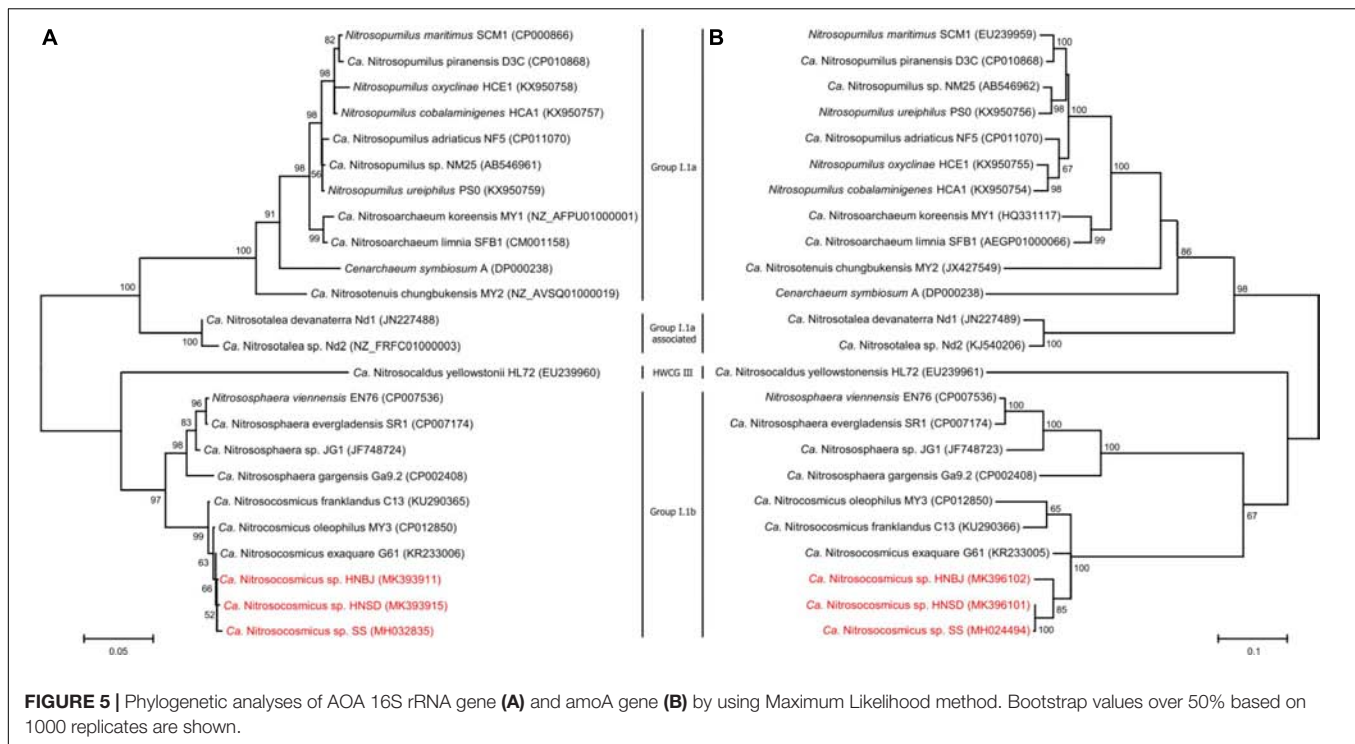 A
82
Nitrosopumilus maritimus SCM1 (CP000866)
Ca. Nitrosopumilus piranensis D3C (CP010868)
98
Nitrosopumilus oxyclinae HCE1 (KX950758)
98
Nitrosopumilus cobalaminigenes HCA1 (KX950757)
Ca. Nitrosopumilus adriaticus NF5 (CP011070)
98
56
Ca. Nitrosopumilus sp. NM25 (AB546961)
Nitrosopumilus ureiphilus PS0 (KX950759)
91
Ca. Nitrosoarchaeum koreensis MY1 (NZ_AFPU01000001)
99
Ca. Nitrosoarchaeum limnia SFB1 (CM001158)
100
Cenarchaeum symbiosum A (DP000238)
100
Ca. Nitrosotenuis chungbukensis MY2 (NZ_AVSQ01000019)
Ca. Nitrosotalea devanaterra Nd1 (JN227488)
100
Ca. Nitrosotalea sp. Nd2 (NZ_FRFC01000003)
Ca. Nitrosocaldus yellowstonii HL72 (EU239960)
96
Nitrososphaera viennensis EN76 (CP007536)
83
Ca. Nitrososphaera evergladensis SR1 (CP007174)
98
Ca. Nitrososphaera sp. JG1 (JF748724)
Ca. Nitrososphaera gargensis Ga9.2 (CP002408)
97
Ca. Nitrosocosmicus franklandus C13 (KU290365)
Ca. Nitrocosmicus oleophilus MY3 (CP012850)
99
Ca. Nitrosocosmicus exaquare G61 (KR233006)
63
Ca. Nitrosocosmicus sp. HNBJ (MK393911)
66
Ca. Nitrosocosmicus sp. HNSD (MK393915)
52
Ca. Nitrosocosmicus sp. SS (MH032835)
0.05
Group I.1a
Group I.1a
associated
HWCG III
Group I.1b
B
Nitrosopumilus maritimus SCM1 (EU239959)
100
Ca. Nitrosopumilus piranensis D3C (CP010868)
Ca. Nitrosopumilus sp. NM25 (AB546962)
98
100
Nitrosopumilus ureiphilus PS0 (KX950756)
Ca. Nitrosopumilus adriaticus NF5 (CP011070)
Nitrosopumilus oxyclinae HCE1 (KX950755)
67
100
Nitrosopumilus cobalaminigenes HCA1 (KX950754)
98
Ca. Nitrosoarchaeum koreensis MY1 (HQ331117)
Ca. Nitrosoarchaeum limnia SFB1 (AEGP01000066)
99
86
Ca. Nitrosotenuis chungbukensis MY2 (JX427549)
98
Cenarchaeum symbiosum A (DP000238)
Ca. Nitrosotalea devanaterra Nd1 (JN227489)
Ca. Nitrosotalea sp. Nd2 (KJ540206)
100
Ca. Nitrosocaldus yellowstonensis HL72 (EU239961)
Nitrososphaera viennensis EN76 (CP007536)
100
Ca. Nitrososphaera evergladensis SR1 (CP007174)
100
Ca. Nitrososphaera sp. JG1 (JF748723)
100
Ca. Nitrososphaera gargensis Ga9.2 (CP002408)
Ca. Nitrocosmicus oleophilus MY3 (CP012850)
65
67
Ca. Nitrosocosmicus franklandus C13 (KU290366)
Ca. Nitrosocosmicus exaquare G61 (KR233005)
100
Ca. Nitrosocosmicus sp. HNBJ (MK396102)
Ca. Nitrosocosmicus sp. HNSD (MK396101)
85
Ca. Nitrosocosmicus sp. SS (MH024494)
100
0.1
FIGURE 5 | Phylogenetic analyses of AOA 16S rRNA gene (A) and amoA gene (B) by using Maximum Likelihood method. Bootstrap values over 50% based on
1000 replicates are shown.